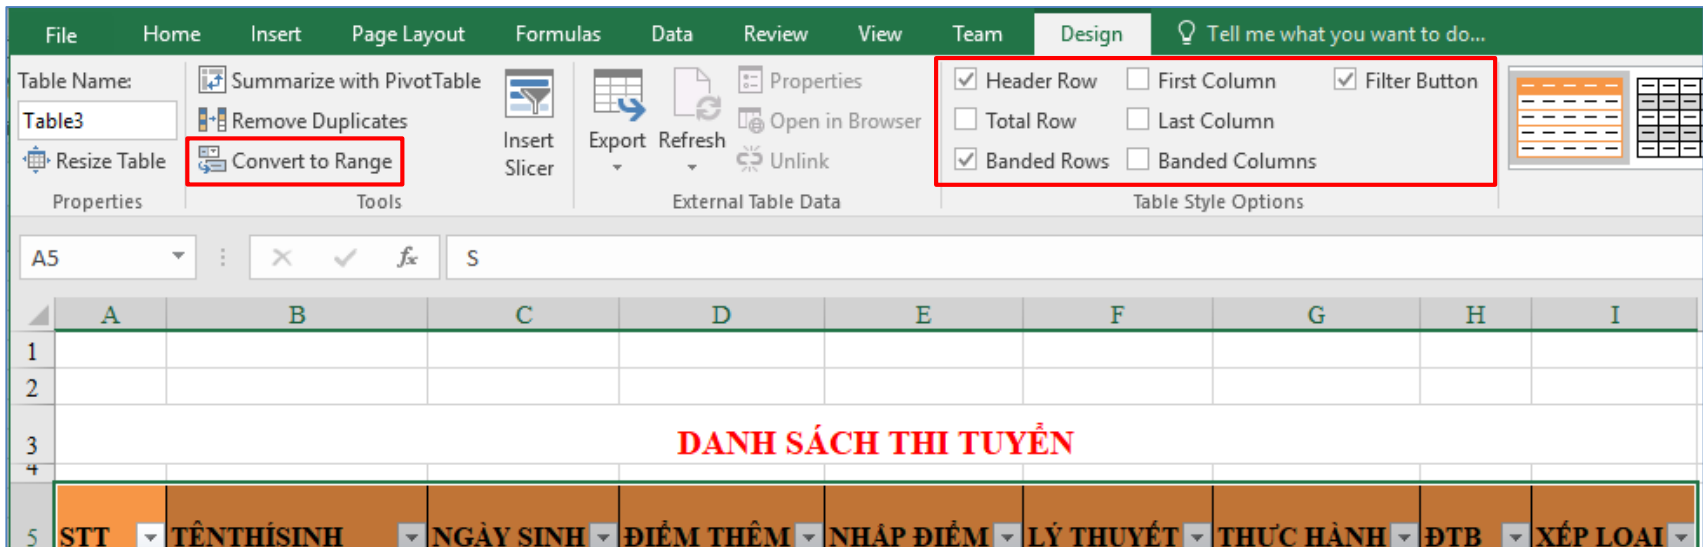 File Home Insert Page Layout Formulas Data Review View Team Design Tell me what you want to do...
Table Name: Summarize with PivotTable Properties Header Row First Column Filter Button
Table3 Remove Duplicates Insert Slicer Export Refresh Open in Browser Total Row Last Column
Resize Table Convert to Range Unlink Banded Rows Banded Columns
Properties Tools External Table Data Table Style Options
A5 fx S
A B C D E F G H I
1
2
3 DANH SÁCH THI TUYỂN
4
5 STT TÊNTHÍSINH NGÀY SINH ĐIỂM THÊM NHẬP ĐIỂM LÝ THUYẾT THỰC HÀNH ĐTB XẾP LOẠI